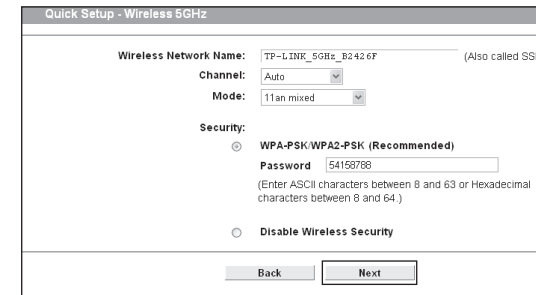 Quick Setup - Wireless 5GHz
Wireless Network Name: TP-LINK_5GHz_B2426F (Also called SSI
Channel: Auto
Mode: 11an mixed
Security:
WPA-PSK/WPA2-PSK (Recommended)
Password 54158788
(Enter ASCII characters between 8 and 63 or Hexadecimal
characters between 8 and 64.)
Disable Wireless Security
Back Next